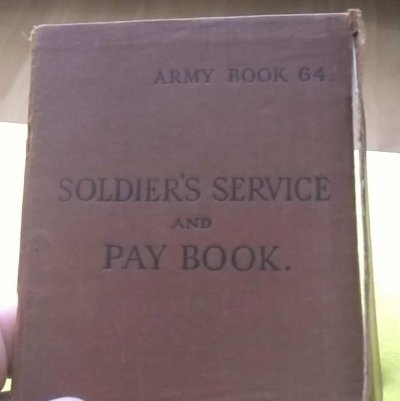 ARMY BOOK 64.
SOLDIER'S SERVICE
AND
PAY BOOK.